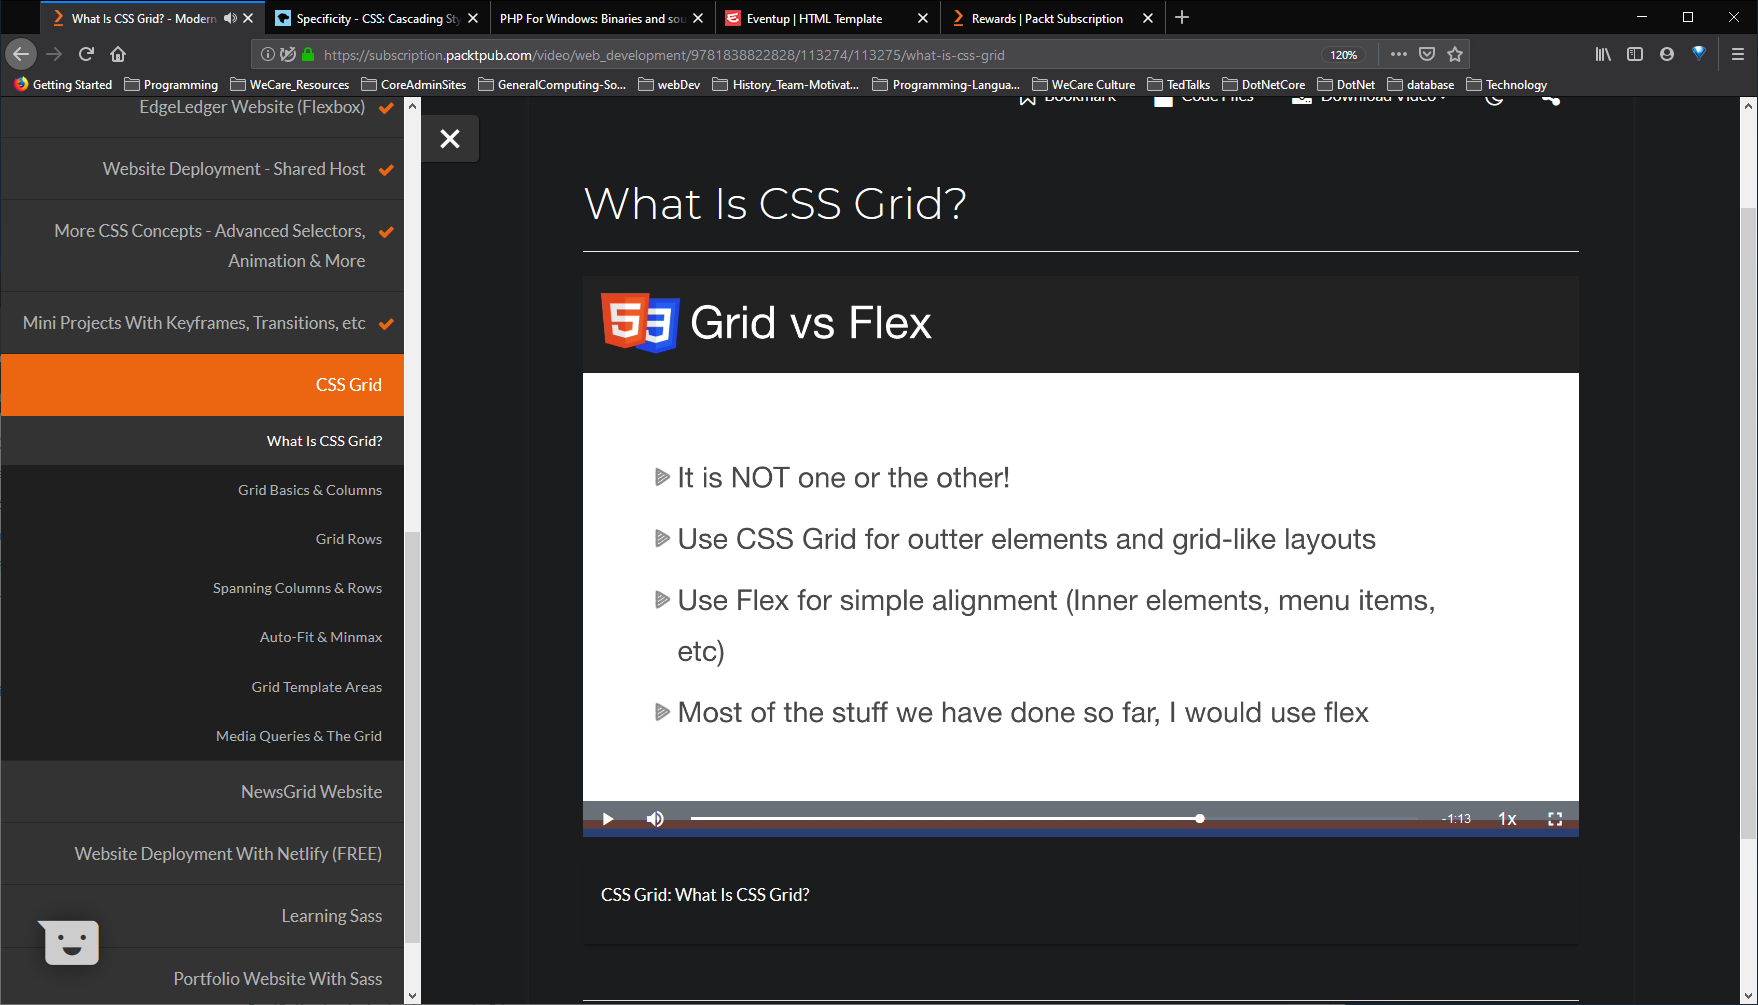 What Is CSS Grid? - Modern
Specificity - CSS: Cascading Sty
PHP For Windows: Binaries and sou
Eventup | HTML Template
Rewards | Packt Subscription
https://subscription.packtpub.com/video/web_development/9781838822828/113274/113275/what-is-css-grid
120%
Getting Started
Programming
WeCare_Resources
CoreAdminSites
GeneralComputing-So...
webDev
History_Team-Motivat...
Programming-Langua...
WeCare Culture
TedTalks
DotNetCore
DotNet
database
Technology
EdgeLedger Website (Flexbox)
Website Deployment - Shared Host
More CSS Concepts - Advanced Selectors,
Animation & More
Mini Projects With Keyframes, Transitions, etc
CSS Grid
What Is CSS Grid?
Grid Basics & Columns
Grid Rows
Spanning Columns & Rows
Auto-Fit & Minmax
Grid Template Areas
Media Queries & The Grid
NewsGrid Website
Website Deployment With Netlify (FREE)
Learning Sass
Portfolio Website With Sass
Bookmark
Code Files
Download Video
What Is CSS Grid?
5 3 Grid vs Flex
It is NOT one or the other!
Use CSS Grid for outter elements and grid-like layouts
Use Flex for simple alignment (Inner elements, menu items,
etc)
Most of the stuff we have done so far, I would use flex
-1:13
1x
CSS Grid: What Is CSS Grid?